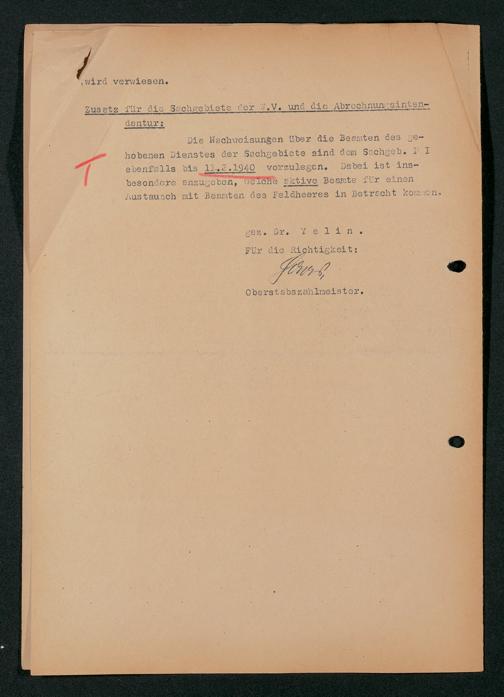 wird verwiesen.
Zusatz für die Sachgebiete der W.V. und die Abrechnungsinten-
dantur:
Die Nachweisungen über die Beamten des ge-
hobenen Dienstes der Sachgebiete sind dem Sachgeb. P I
ebenfalls bis 1940 vorzulegen. Dabei ist ins-
besondere anzugeben, welche aktive Beamte für einen
Austausch mit Beamten des Feldheeres in Betracht kommen.
T
gez. Dr. Yelin.
Für die Richtigkeit:
Oberstabszahlmeister.